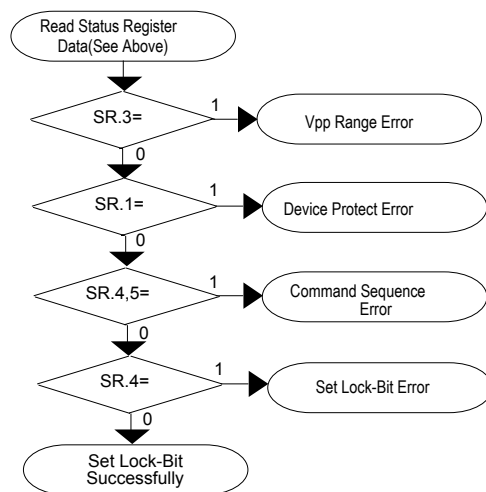 Read Status Register
Data(See Above)
SR.3=
1
Vpp Range Error
0
SR.1=
1
Device Protect Error
0
SR.4,5=
1
Command Sequence
Error
0
SR.4=
1
Set Lock-Bit Error
0
Set Lock-Bit
Successfully